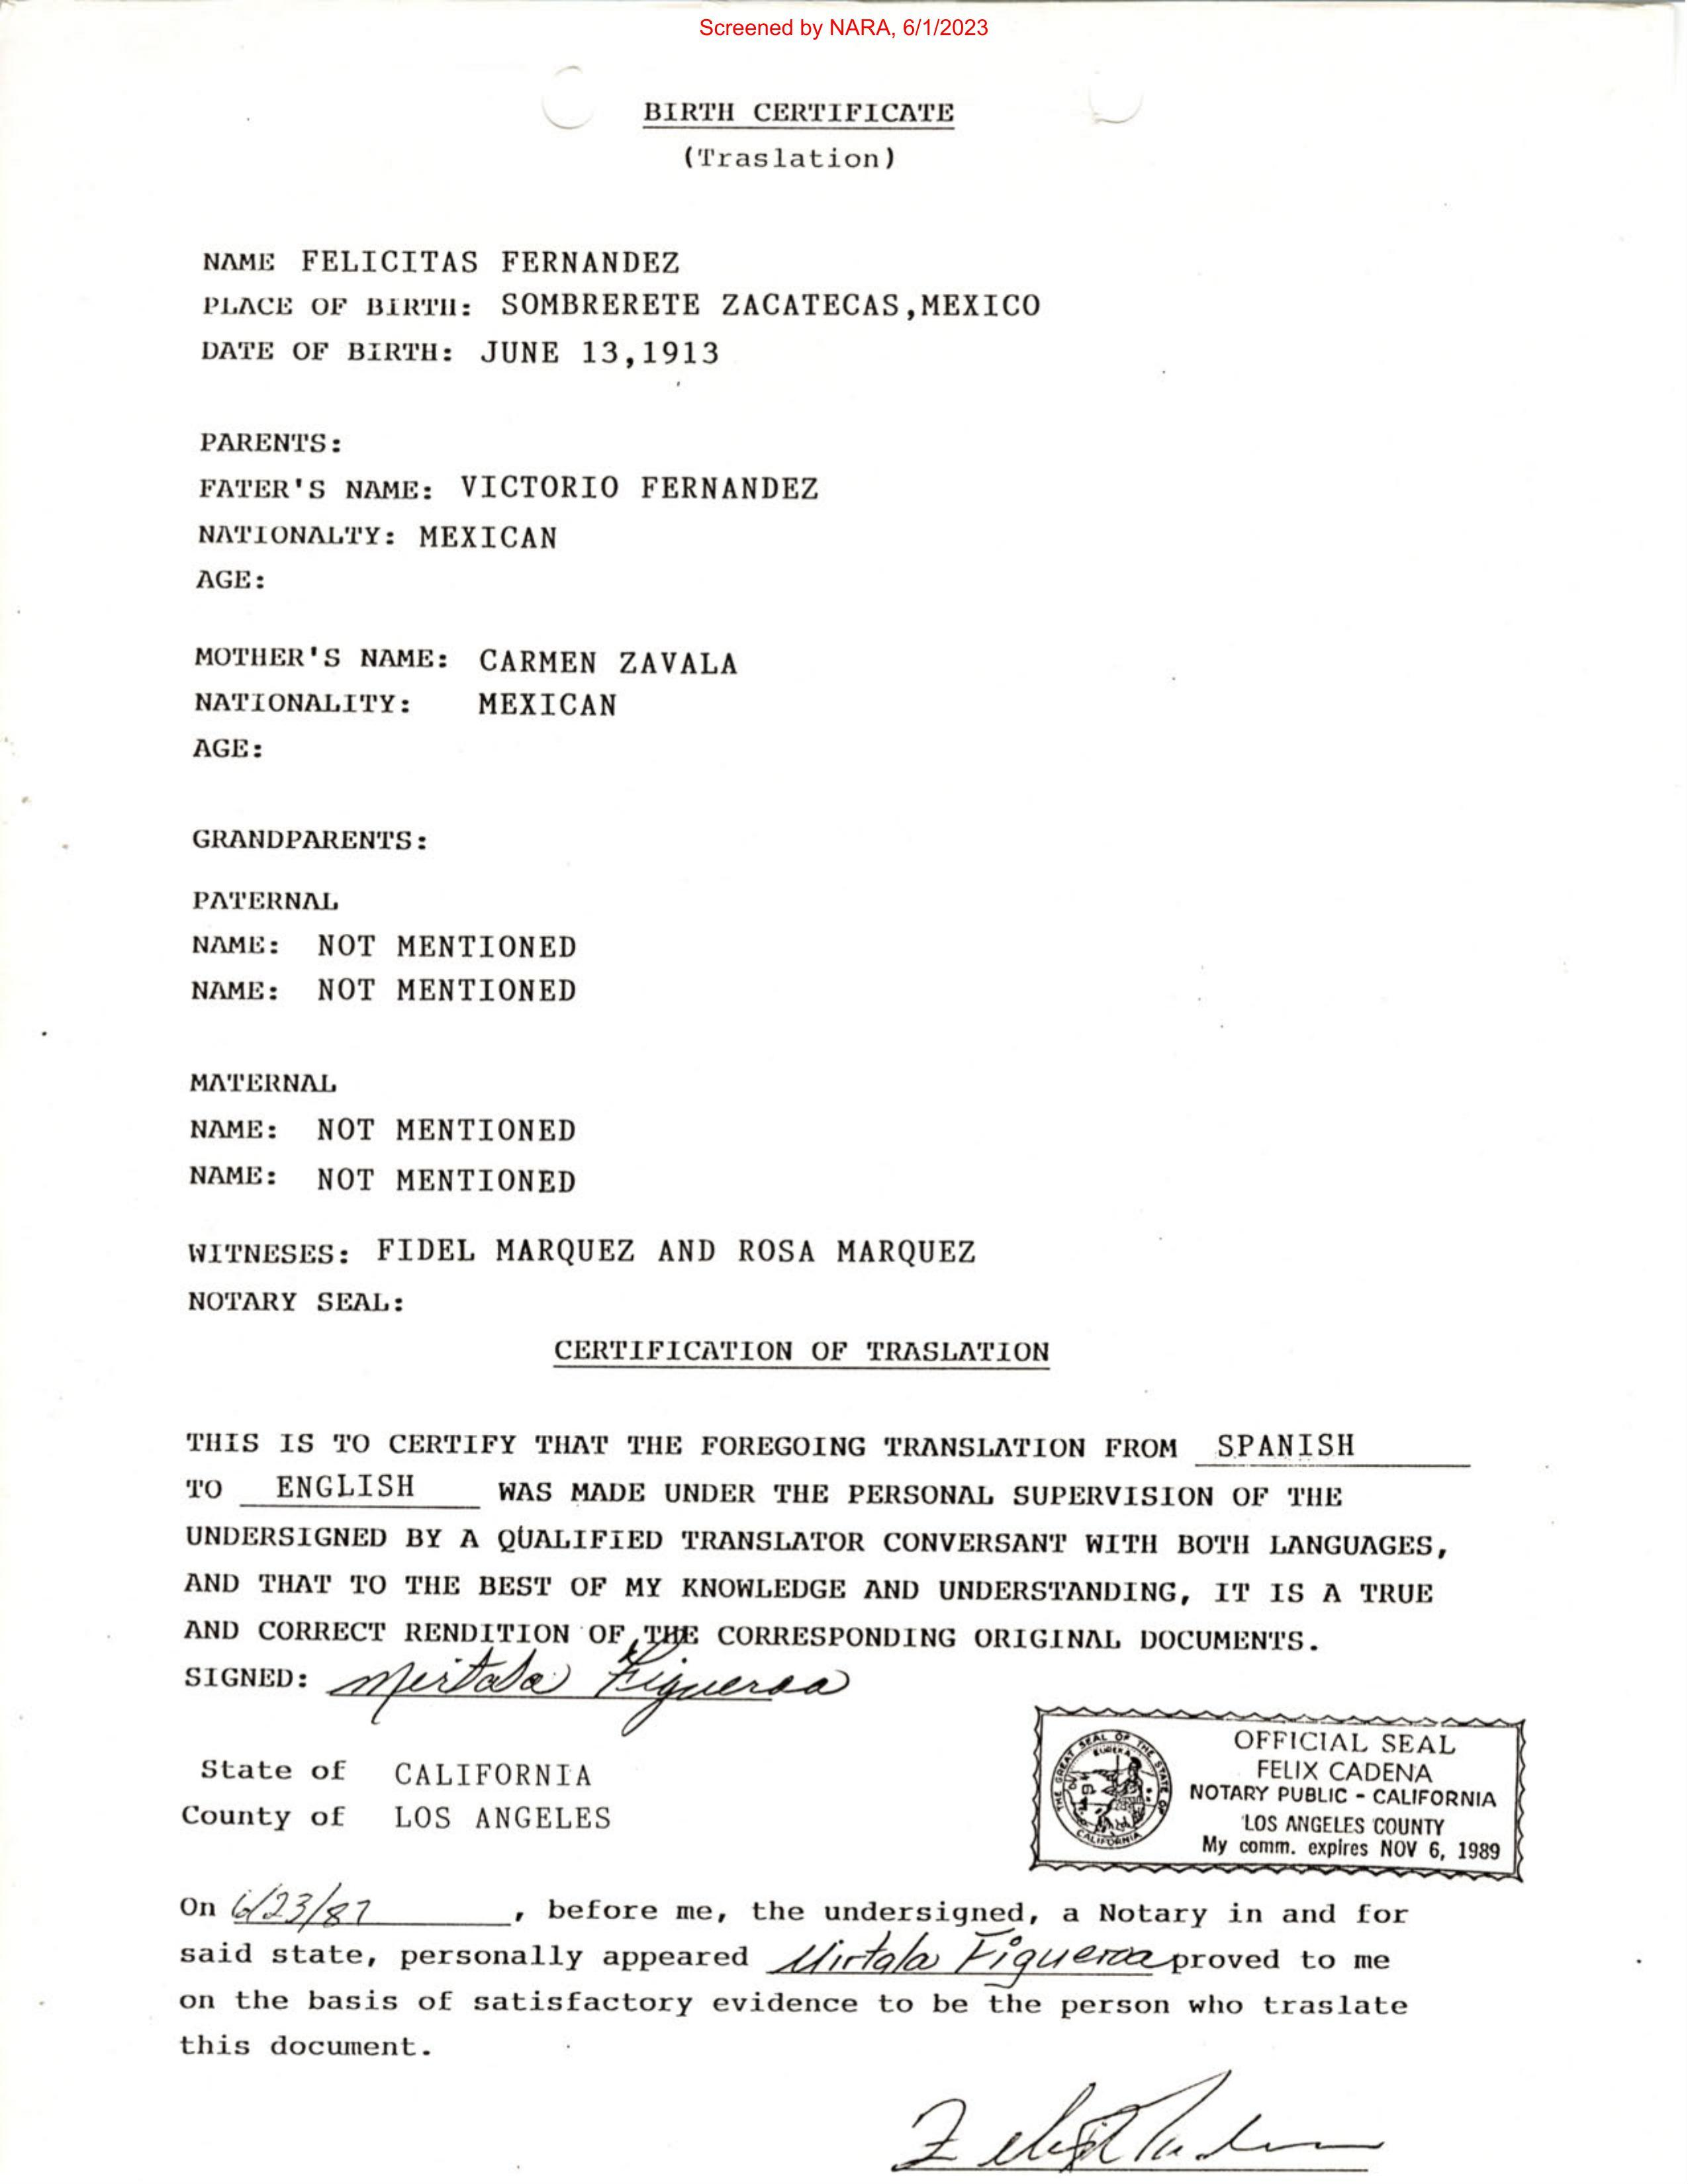 Screened by NARA, 6/1/2023
BIRTH CERTIFICATE
(Traslation)
NAME FELICITAS FERNANDEZ
PLACE OF BIRTH: SOMBRERETE ZACATECAS,MEXICO
DATE OF BIRTH: JUNE 13,1913
PARENTS:
FATER'S NAME: VICTORIO FERNANDEZ
NATIONALTY: MEXICAN
AGE:
MOTHER'S NAME: CARMEN ZAVALA
NATIONALITY: MEXICAN
AGE:
GRANDPARENTS:
PATERNAL
NAME: NOT MENTIONED
NAME: NOT MENTIONED
MATERNAL
NAME: NOT MENTIONED
NAME: NOT MENTIONED
WITNESES: FIDEL MARQUEZ AND ROSA MARQUEZ
NOTARY SEAL:
CERTIFICATION OF TRASLATION
THIS IS TO CERTIFY THAT THE FOREGOING TRANSLATION FROM SPANISH
TO ENGLISH WAS MADE UNDER THE PERSONAL SUPERVISION OF THE
UNDERSIGNED BY A QUALIFIED TRANSLATOR CONVERSANT WITH BOTH LANGUAGES,
AND THAT TO THE BEST OF MY KNOWLEDGE AND UNDERSTANDING, IT IS A TRUE
AND CORRECT RENDITION OF THE CORRESPONDING ORIGINAL DOCUMENTS.
SIGNED: Mirtala Figueroa
State of CALIFORNIA
County of LOS ANGELES
THE GREAT SEAL OF THE STATE OF CALIFORNIA
EUREKA
OFFICIAL SEAL
FELIX CADENA
NOTARY PUBLIC - CALIFORNIA
LOS ANGELES COUNTY
My comm. expires NOV 6, 1989
On 6/23/87, before me, the undersigned, a Notary in and for
said state, personally appeared Mirtala Figueroa proved to me
on the basis of satisfactory evidence to be the person who traslate
this document.
Felix Cadena